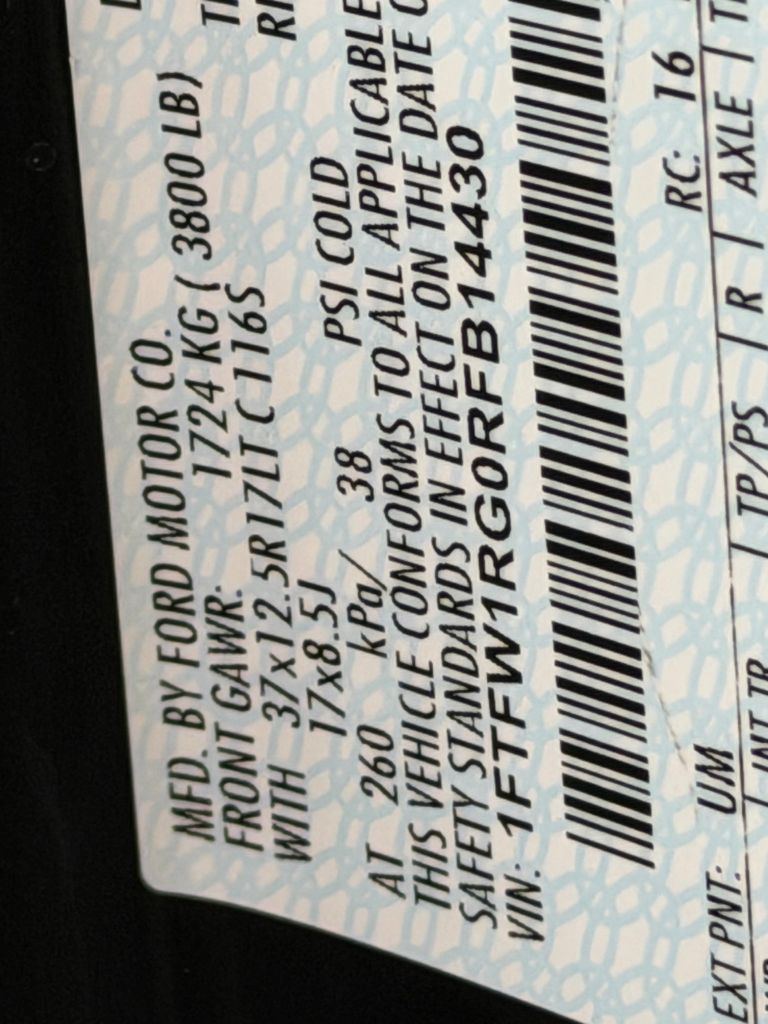 MFD. BY FORD MOTOR CO.
FRONT GAWR: 1724 KG ( 3800 LB)
WITH 37x12.5R17LT C 116S
17x8.5J
AT 260 kPa/ 38 PSI COLD
THIS VEHICLE CONFORMS TO ALL APPLICABLE
SAFETY STANDARDS IN EFFECT ON THE DATE
VIN: 1FTFW1RG0RFB14430
EXT PNT: UM RC: 16
INT TR TP/PS R AXLE